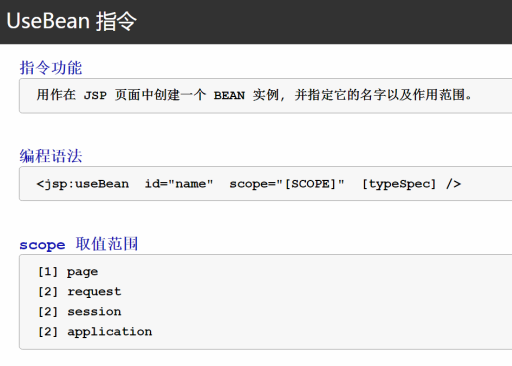 UseBean 指令
指令功能
用作在 JSP 页面中创建一个 BEAN 实例, 并指定它的名字以及作用范围。
编程语法
<jsp:useBean  id="name"  scope="[SCOPE]"  [typeSpec] />
scope 取值范围
[1] page
[2] request
[2] session
[2] application